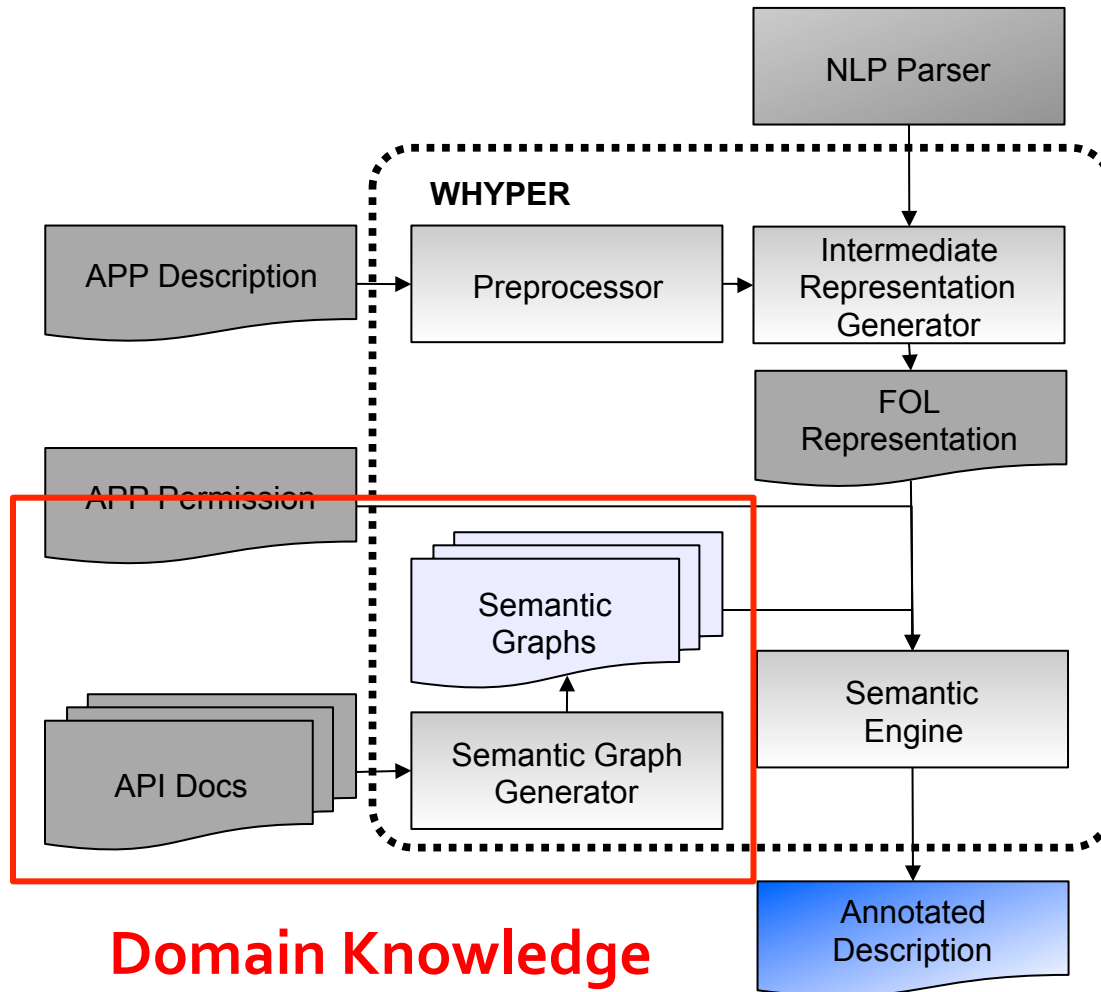 NLP Parser
WHYPER
APP Description
Preprocessor
Intermediate
Representation
Generator
FOL
Representation
APP Permission
Semantic
Graphs
Semantic
Engine
API Docs
Semantic Graph
Generator
Annotated
Description
Domain Knowledge